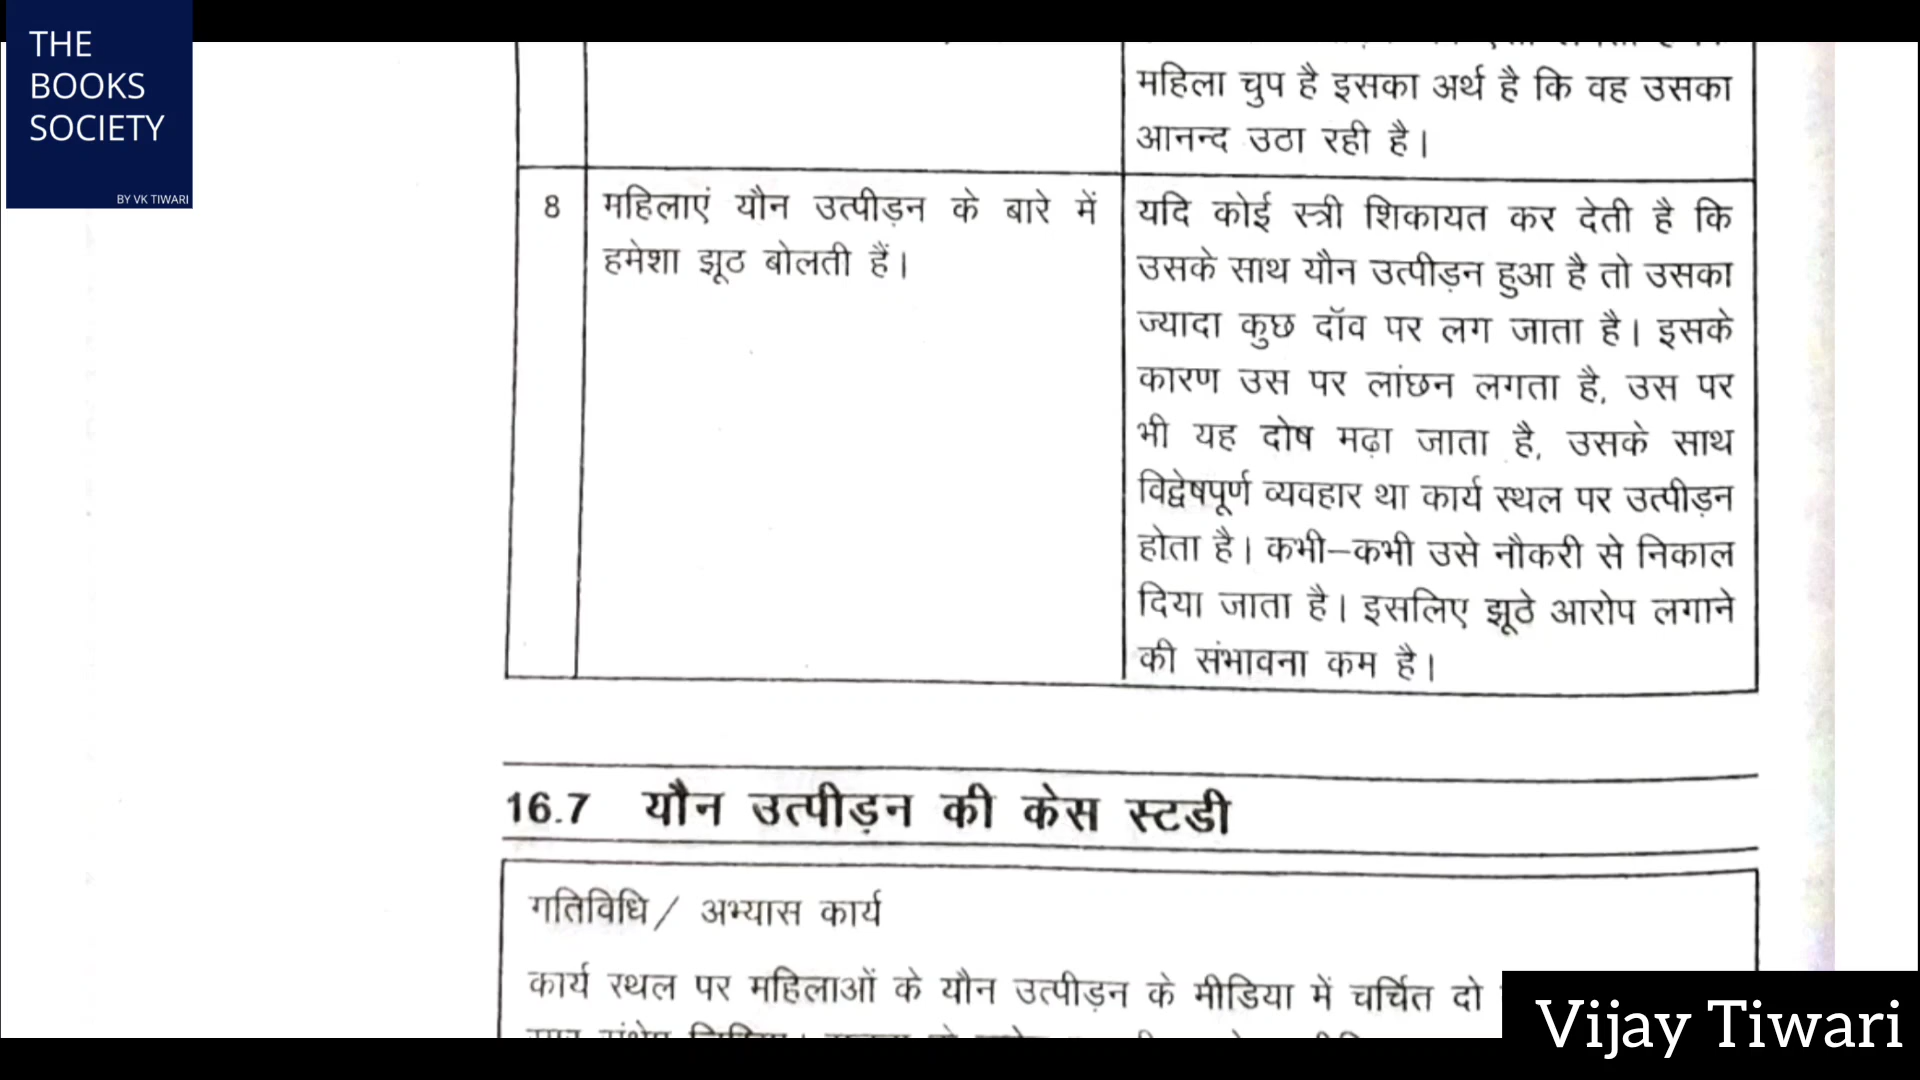 THE
BOOKS
SOCIETY
BY VK TIWARI
महिला चुप है इसका अर्थ है कि वह उसका
आनन्द उठा रही है।
8
महिलाएं यौन उत्पीड़न के बारे में
हमेशा झूठ बोलती हैं।
यदि कोई स्त्री शिकायत कर देती है कि
उसके साथ यौन उत्पीड़न हुआ है तो उसका
ज्यादा कुछ दॉव पर लग जाता है। इसके
कारण उस पर लांछन लगता है, उस पर
भी यह दोष मढ़ा जाता है, उसके साथ
विद्वेषपूर्ण व्यवहार था कार्य स्थल पर उत्पीड़न
होता है। कभी–कभी उसे नौकरी से निकाल
दिया जाता है। इसलिए झूठे आरोप लगाने
की संभावना कम है।
16.7 यौन उत्पीड़न की केस स्टडी
गतिविधि/ अभ्यास कार्य
कार्य स्थल पर महिलाओं के यौन उत्पीड़न के मीडिया में चर्चित दो
Vijay Tiwari